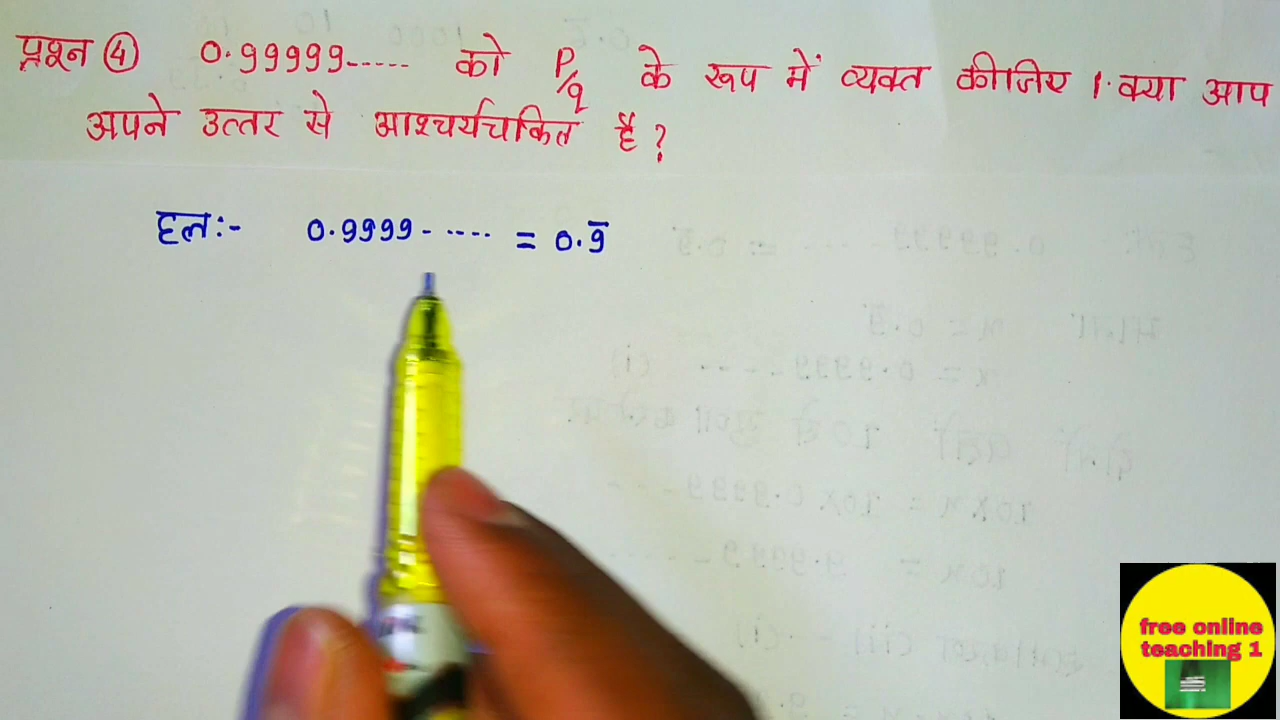 प्रश्न ④ 0.99999----- को P/q के रूप में व्यक्त कीजिए ।. क्या आप
अपने उत्तर से आश्चर्यचकित है ?
हल:- 0.9999- ---- = 0.9̅
free online
teaching 1